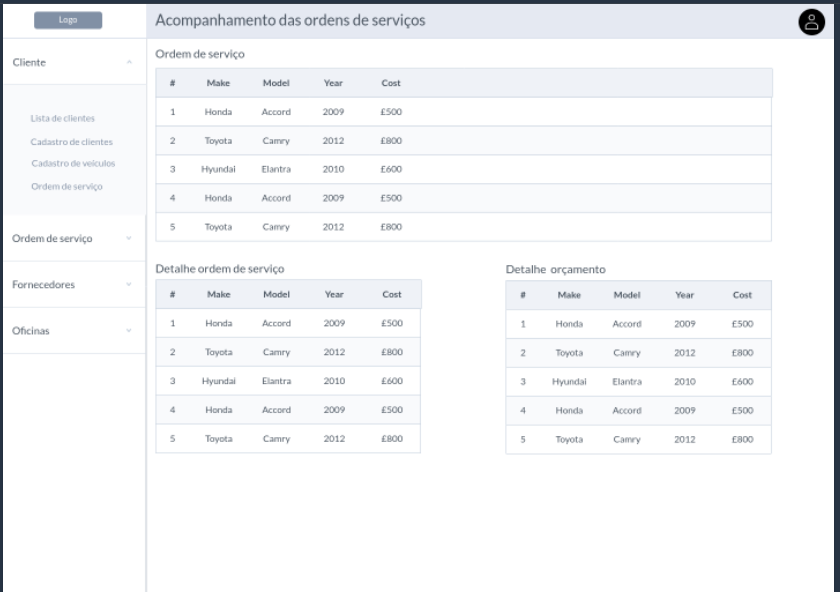 Logo
Acompanhamento das ordens de serviços
Cliente
Lista de clientes
Cadastro de clientes
Cadastro de veículos
Ordem de serviço
Ordem de serviço
Fornecedores
Oficinas
Ordem de serviço
# Make Model Year Cost
1 Honda Accord 2009 £500
2 Toyota Camry 2012 £800
3 Hyundai Elantra 2010 £600
4 Honda Accord 2009 £500
5 Toyota Camry 2012 £800
Detalhe ordem de serviço
# Make Model Year Cost
1 Honda Accord 2009 £500
2 Toyota Camry 2012 £800
3 Hyundai Elantra 2010 £600
4 Honda Accord 2009 £500
5 Toyota Camry 2012 £800
Detalhe orçamento
# Make Model Year Cost
1 Honda Accord 2009 £500
2 Toyota Camry 2012 £800
3 Hyundai Elantra 2010 £600
4 Honda Accord 2009 £500
5 Toyota Camry 2012 £800